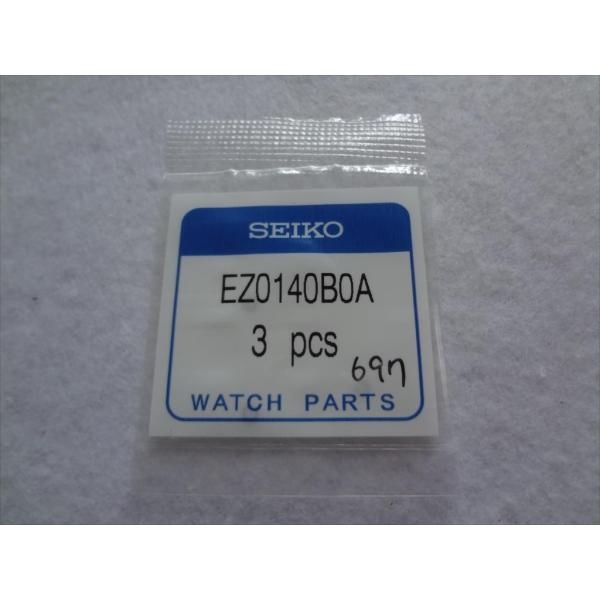 SEIKO
EZ0140B0A
3 pcs
697
WATCH PARTS